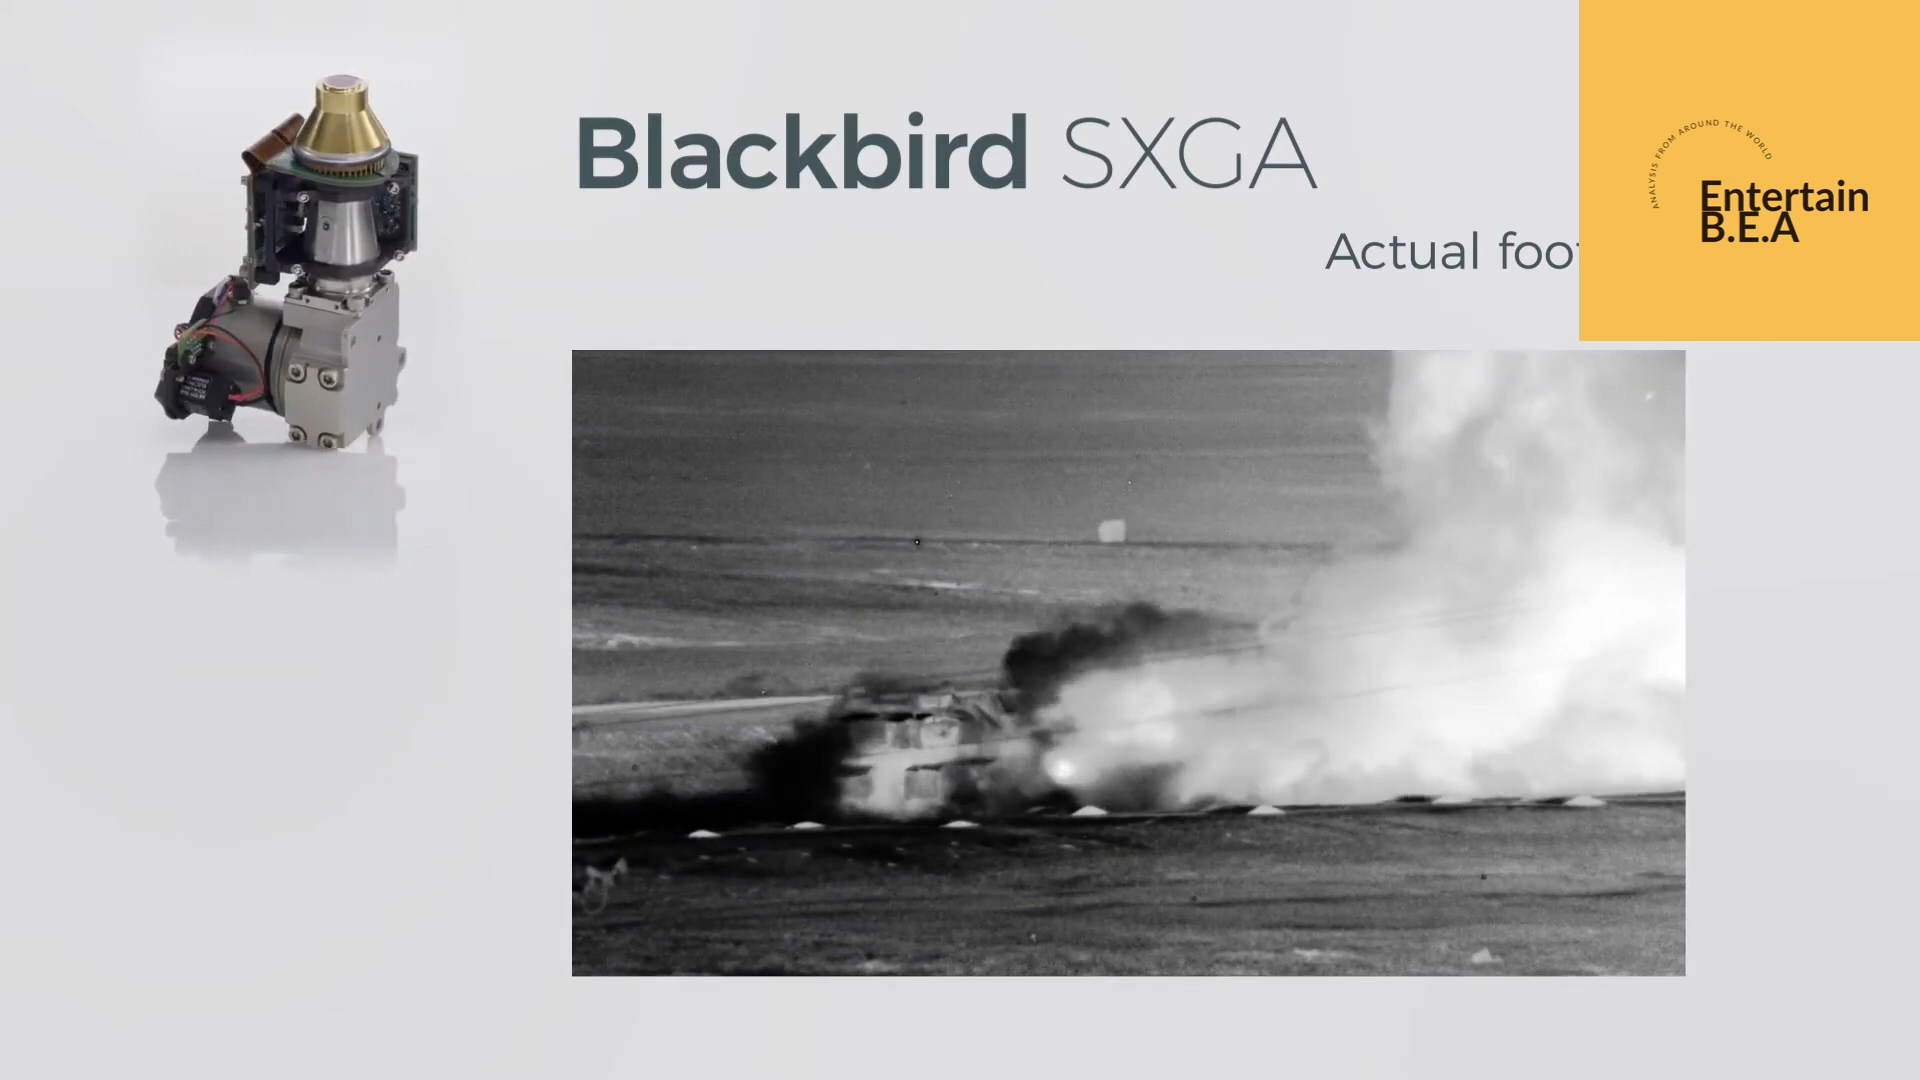 Blackbird SXGA
Actual foo
ANALYSIS FROM AROUND THE WORLD
Entertain
B.E.A